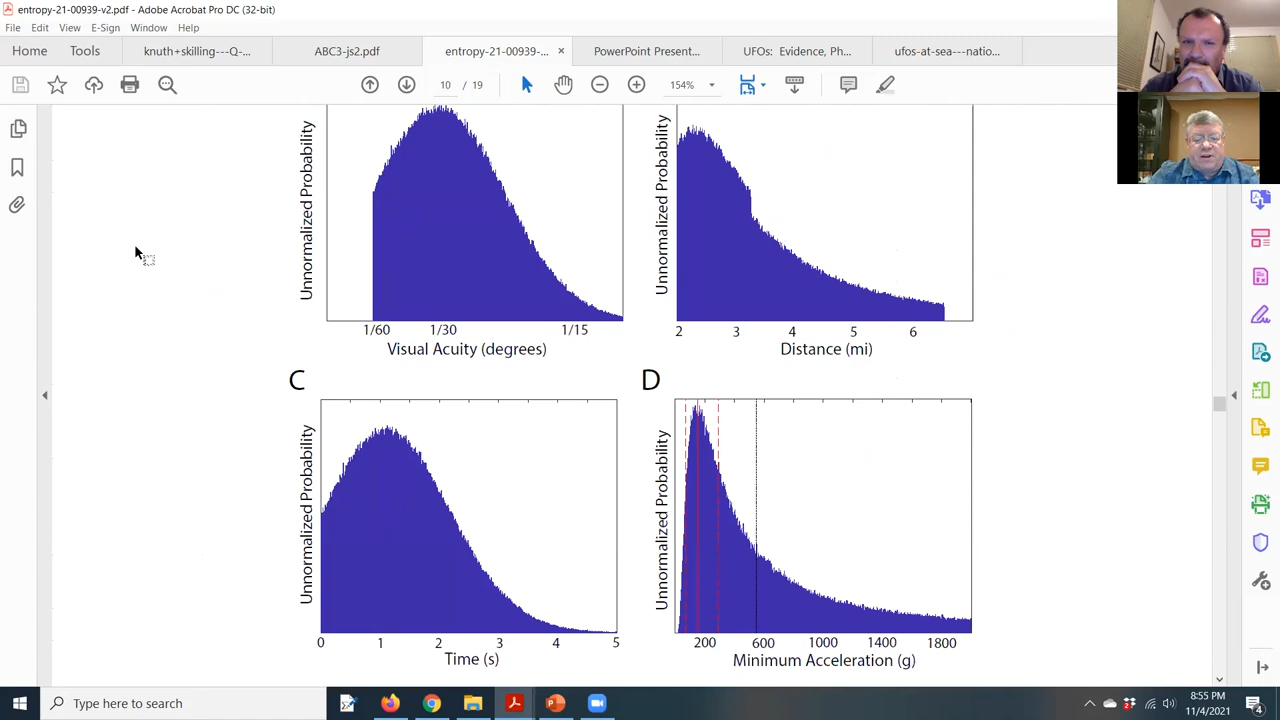 entropy-21-00939-v2.pdf - Adobe Acrobat Pro DC (32-bit)
File Edit View E-Sign Window Help
Home Tools knuth+skilling---Q-... ABC3-js2.pdf entropy-21-00939-... × PowerPoint Present... UFOs: Evidence, Ph... ufos-at-sea---natio...
10 / 19 154%
Unnormalized Probability
1/60 1/30 1/15
Visual Acuity (degrees)
Unnormalized Probability
2 3 4 5 6
Distance (mi)
C
Unnormalized Probability
0 1 2 3 4 5
Time (s)
D
Unnormalized Probability
200 600 1000 1400 1800
Minimum Acceleration (g)
Type here to search
8:55 PM
11/4/2021
4